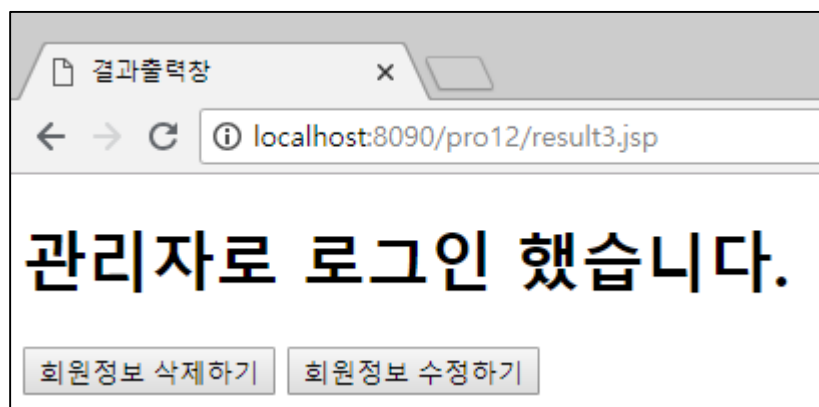 결과출력창
localhost:8090/pro12/result3.jsp
관리자로 로그인 했습니다.
회원정보 삭제하기 회원정보 수정하기